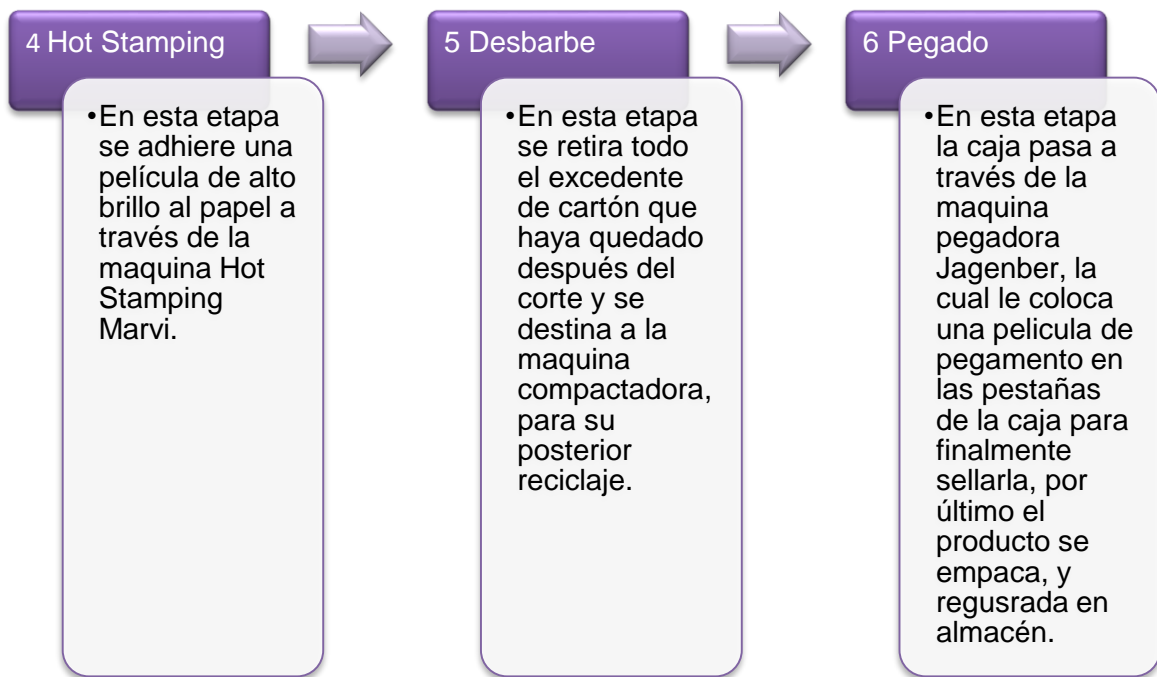 4 Hot Stamping
•En esta etapa
se adhiere una
película de alto
brillo al papel a
través de la
maquina Hot
Stamping
Marvi.
5 Desbarbe
•En esta etapa
se retira todo
el excedente
de cartón que
haya quedado
después del
corte y se
destina a la
maquina
compactadora,
para su
posterior
reciclaje.
6 Pegado
•En esta etapa
la caja pasa a
través de la
maquina
pegadora
Jagenber, la
cual le coloca
una pelicula de
pegamento en
las pestañas
de la caja para
finalmente
sellarla, por
último el
producto se
empaca, y
regusrada en
almacén.